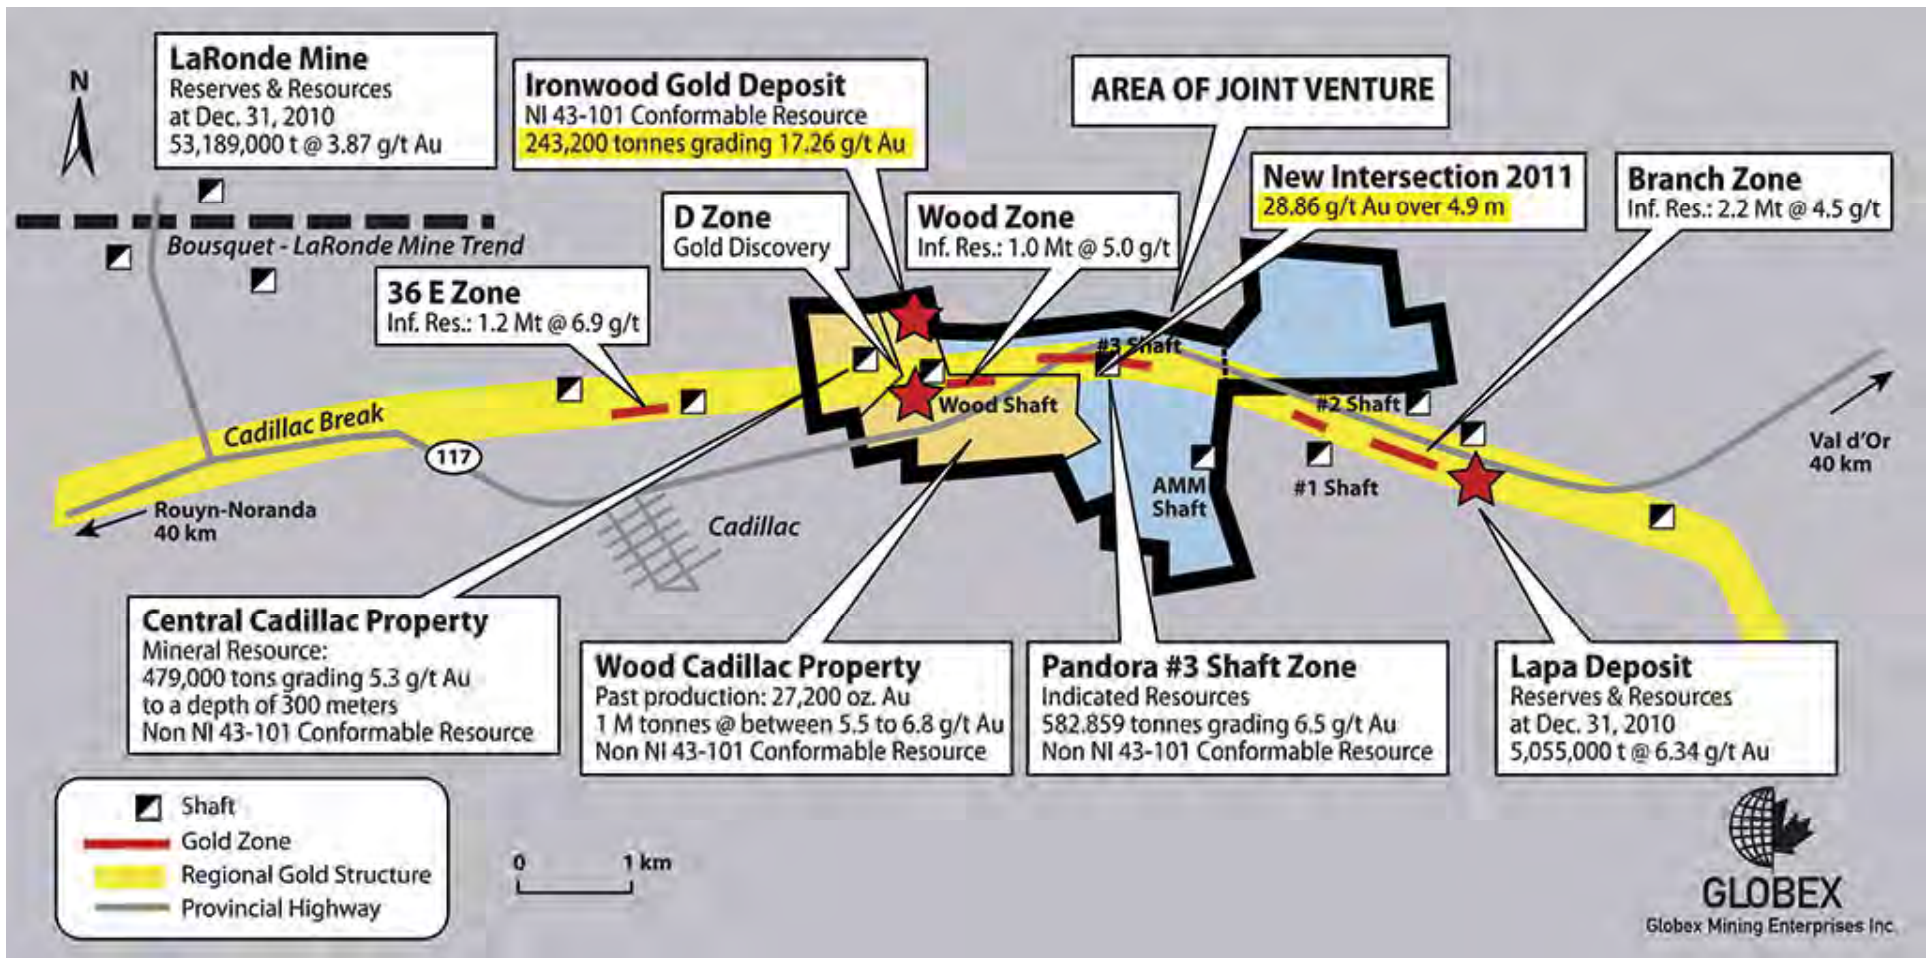 N
LaRonde Mine
Reserves & Resources
at Dec. 31, 2010
53,189,000 t @ 3.87 g/t Au
Ironwood Gold Deposit
NI 43-101 Conformable Resource
243,200 tonnes grading 17.26 g/t Au
AREA OF JOINT VENTURE
New Intersection 2011
28.86 g/t Au over 4.9 m
Branch Zone
Inf. Res.: 2.2 Mt @ 4.5 g/t
D Zone
Gold Discovery
Wood Zone
Inf. Res.: 1.0 Mt @ 5.0 g/t
Bousquet - LaRonde Mine Trend
36 E Zone
Inf. Res.: 1.2 Mt @ 6.9 g/t
#3 Shaft
Wood Shaft
#2 Shaft
Cadillac Break
117
Val d'Or
40 km
AMM
Shaft
#1 Shaft
Rouyn-Noranda
40 km
Cadillac
Central Cadillac Property
Mineral Resource:
479,000 tons grading 5.3 g/t Au
to a depth of 300 meters
Non NI 43-101 Conformable Resource
Wood Cadillac Property
Past production: 27,200 oz. Au
1 M tonnes @ between 5.5 to 6.8 g/t Au
Non NI 43-101 Conformable Resource
Pandora #3 Shaft Zone
Indicated Resources
582.859 tonnes grading 6.5 g/t Au
Non NI 43-101 Conformable Resource
Lapa Deposit
Reserves & Resources
at Dec. 31, 2010
5,055,000 t @ 6.34 g/t Au
Shaft
Gold Zone
Regional Gold Structure
Provincial Highway
0 1 km
GLOBEX
Globex Mining Enterprises Inc.